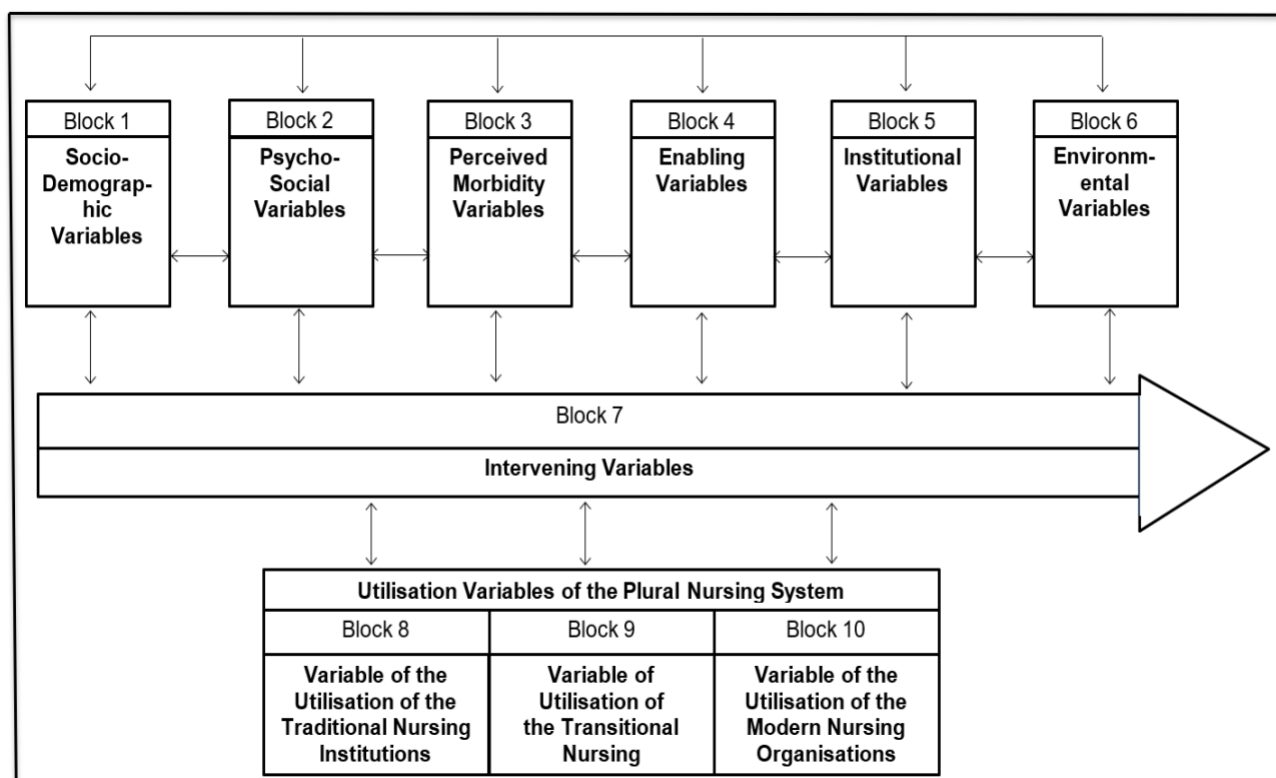 Block 1
Socio-
Demograp-
hic
Variables
Block 2
Psycho-
Social
Variables
Block 3
Perceived
Morbidity
Variables
Block 4
Enabling
Variables
Block 5
Institutional
Variables
Block 6
Environm-
ental
Variables
Block 7
Intervening Variables
Utilisation Variables of the Plural Nursing System
Block 8
Variable of the
Utilisation of the
Traditional Nursing
Institutions
Block 9
Variable of
Utilisation of
the Transitional
Nursing
Block 10
Variable of the
Utilisation of the
Modern Nursing
Organisations